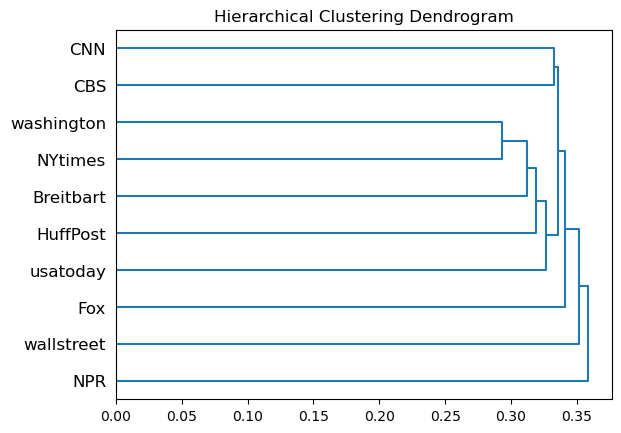 Hierarchical Clustering Dendrogram
CNN
CBS
washington
NYtimes
Breitbart
HuffPost
usatoday
Fox
wallstreet
NPR
0.00 0.05 0.10 0.15 0.20 0.25 0.30 0.35